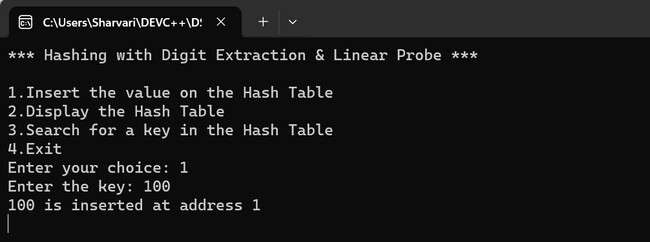 C:\Users\Sharvari\DEVC++\DS
*** Hashing with Digit Extraction & Linear Probe ***
1.Insert the value on the Hash Table
2.Display the Hash Table
3.Search for a key in the Hash Table
4.Exit
Enter your choice: 1
Enter the key: 100
100 is inserted at address 1